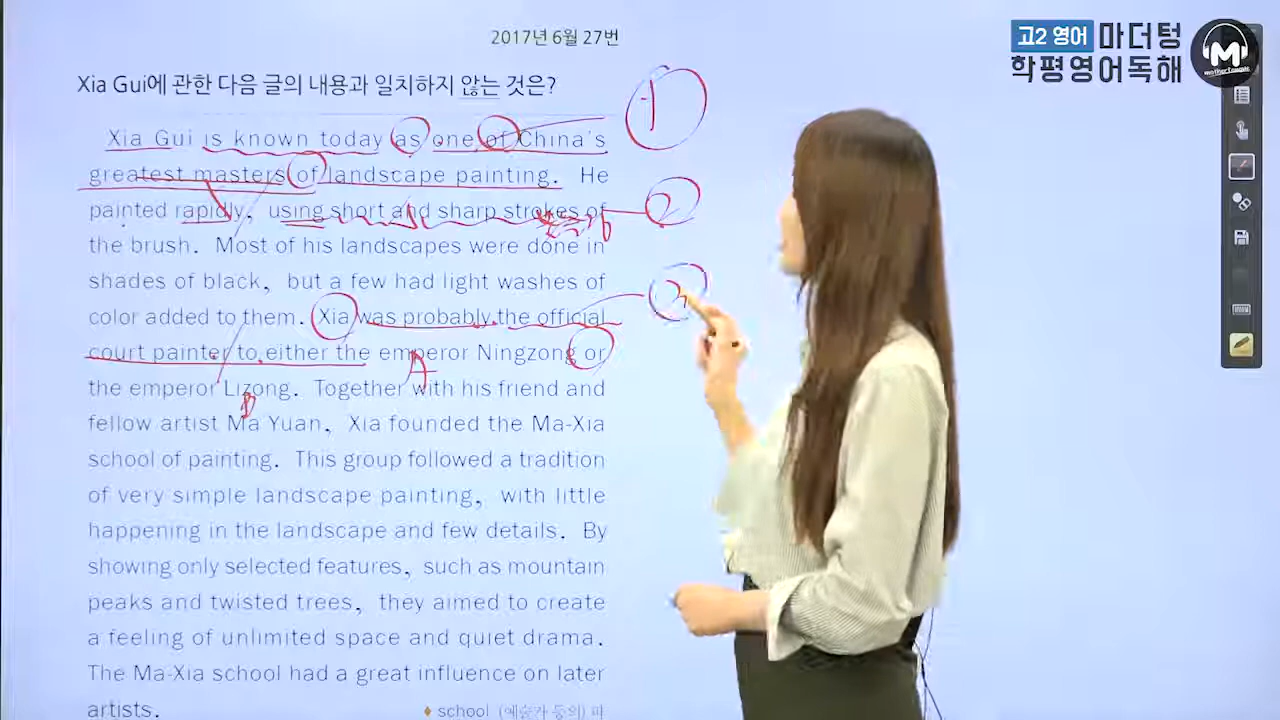 2017년 6월 27번
고2 영어 마더텅
학평영어독해
M
mothertongue
Xia Gui에 관한 다음 글의 내용과 일치하지 않는 것은?
Xia Gui is known today as one of China's
greatest masters of landscape painting. He
painted rapidly, using short and sharp strokes of
the brush. Most of his landscapes were done in
shades of black, but a few had light washes of
color added to them. Xia was probably the official
court painter to either the emperor Ningzong or
the emperor Lizong. Together with his friend and
fellow artist Ma Yuan, Xia founded the Ma-Xia
school of painting. This group followed a tradition
of very simple landscape painting, with little
happening in the landscape and few details. By
showing only selected features, such as mountain
peaks and twisted trees, they aimed to create
a feeling of unlimited space and quiet drama.
The Ma-Xia school had a great influence on later
artists.
♦ school (예술가 등의) 파
1
2
3
A
B